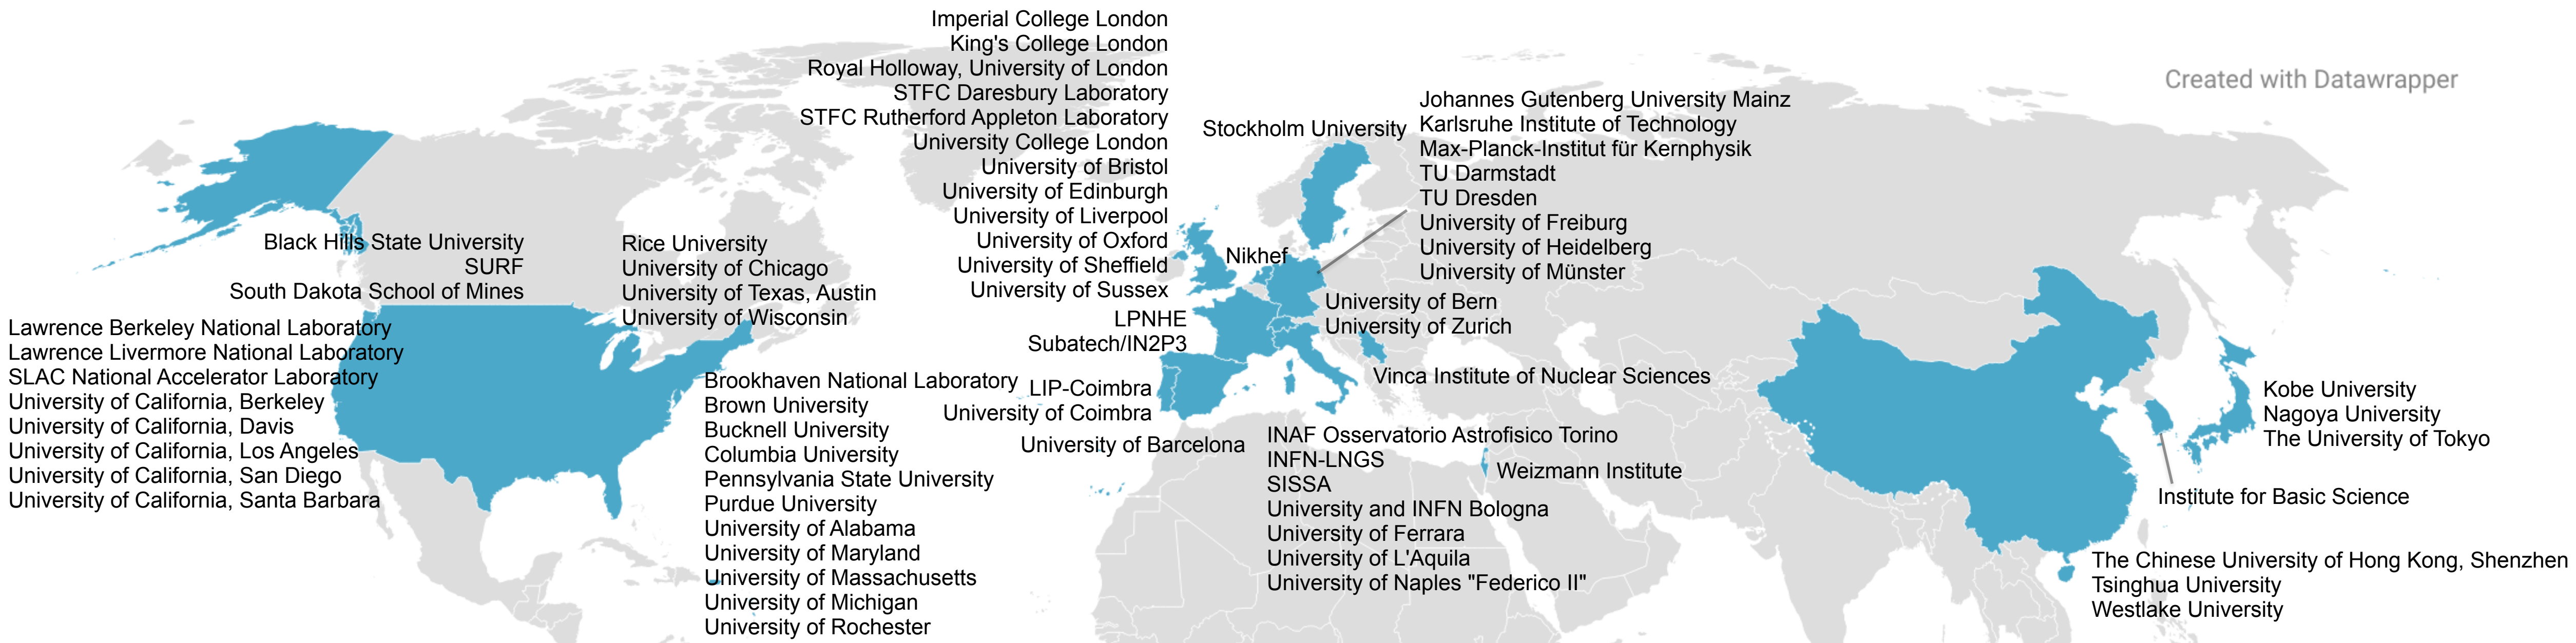 Black Hills State University
SURF
South Dakota School of Mines
Lawrence Berkeley National Laboratory
Lawrence Livermore National Laboratory
SLAC National Accelerator Laboratory
University of California, Berkeley
University of California, Davis
University of California, Los Angeles
University of California, San Diego
University of California, Santa Barbara
Rice University
University of Chicago
University of Texas, Austin
University of Wisconsin
Brookhaven National Laboratory
Brown University
Bucknell University
Columbia University
Pennsylvania State University
Purdue University
University of Alabama
University of Maryland
University of Massachusetts
University of Michigan
University of Rochester
Imperial College London
King's College London
Royal Holloway, University of London
STFC Daresbury Laboratory
STFC Rutherford Appleton Laboratory
University College London
University of Bristol
University of Edinburgh
University of Liverpool
University of Oxford
University of Sheffield
University of Sussex
LPNHE
Subatech/IN2P3
LIP-Coimbra
University of Coimbra
University of Barcelona
Stockholm University
Nikhef
Johannes Gutenberg University Mainz
Karlsruhe Institute of Technology
Max-Planck-Institut für Kernphysik
TU Darmstadt
TU Dresden
University of Freiburg
University of Heidelberg
University of Münster
University of Bern
University of Zurich
Vinca Institute of Nuclear Sciences
INAF Osservatorio Astrofisico Torino
INFN-LNGS
SISSA
University and INFN Bologna
University of Ferrara
University of L'Aquila
University of Naples "Federico II"
Weizmann Institute
Created with Datawrapper
Kobe University
Nagoya University
The University of Tokyo
Institute for Basic Science
The Chinese University of Hong Kong, Shenzhen
Tsinghua University
Westlake University